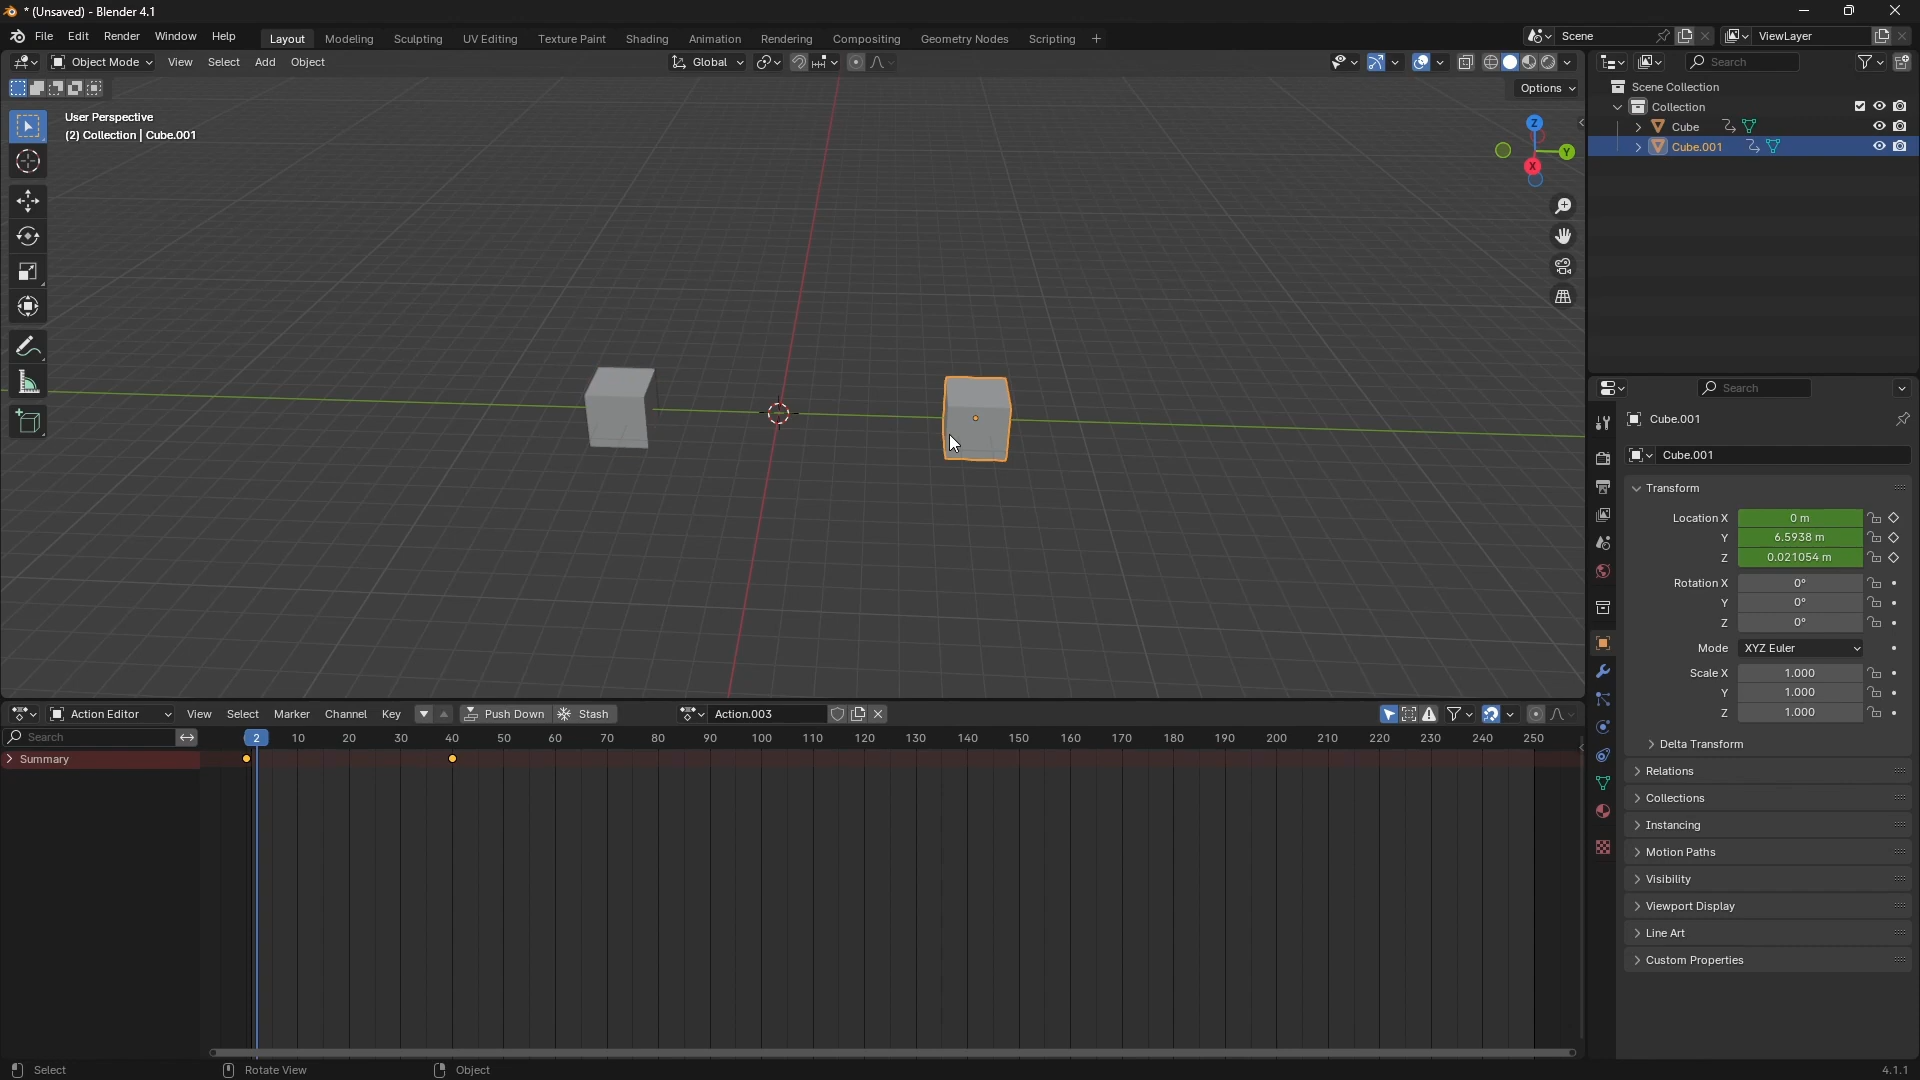 * (Unsaved) - Blender 4.1
File Edit Render Window Help Layout Modeling Sculpting UV Editing Texture Paint Shading Animation Rendering Compositing Geometry Nodes Scripting + Scene ViewLayer
Object Mode View Select Add Object Global Search
Options
User Perspective
(2) Collection | Cube.001
Z
Y
X
Scene Collection
Collection
Cube
Cube.001
Search
Cube.001
Cube.001
Transform
Location X 0 m
Y 6.5938 m
Z 0.021054 m
Rotation X 0°
Y 0°
Z 0°
Mode XYZ Euler
Scale X 1.000
Y 1.000
Z 1.000
Delta Transform
Relations
Collections
Instancing
Motion Paths
Visibility
Viewport Display
Line Art
Custom Properties
Action Editor View Select Marker Channel Key Push Down Stash Action.003
Search 2 10 20 30 40 50 60 70 80 90 100 110 120 130 140 150 160 170 180 190 200 210 220 230 240 250
Summary
Select Rotate View Object 4.1.1